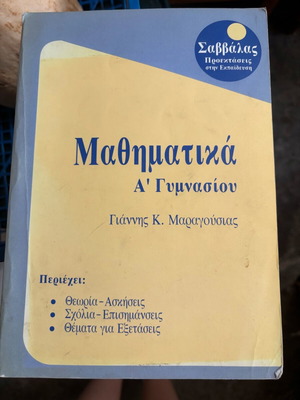 Σαββάλας
Προεκτάσεις
στην Εκπαίδευση
Μαθηματικά
Α' Γυμνασίου
Γιάννης Κ. Μαραγούσιας
Περιέχει:
• Θεωρία-Ασκήσεις
• Σχόλια-Επισημάνσεις
• Θέματα για Εξετάσεις